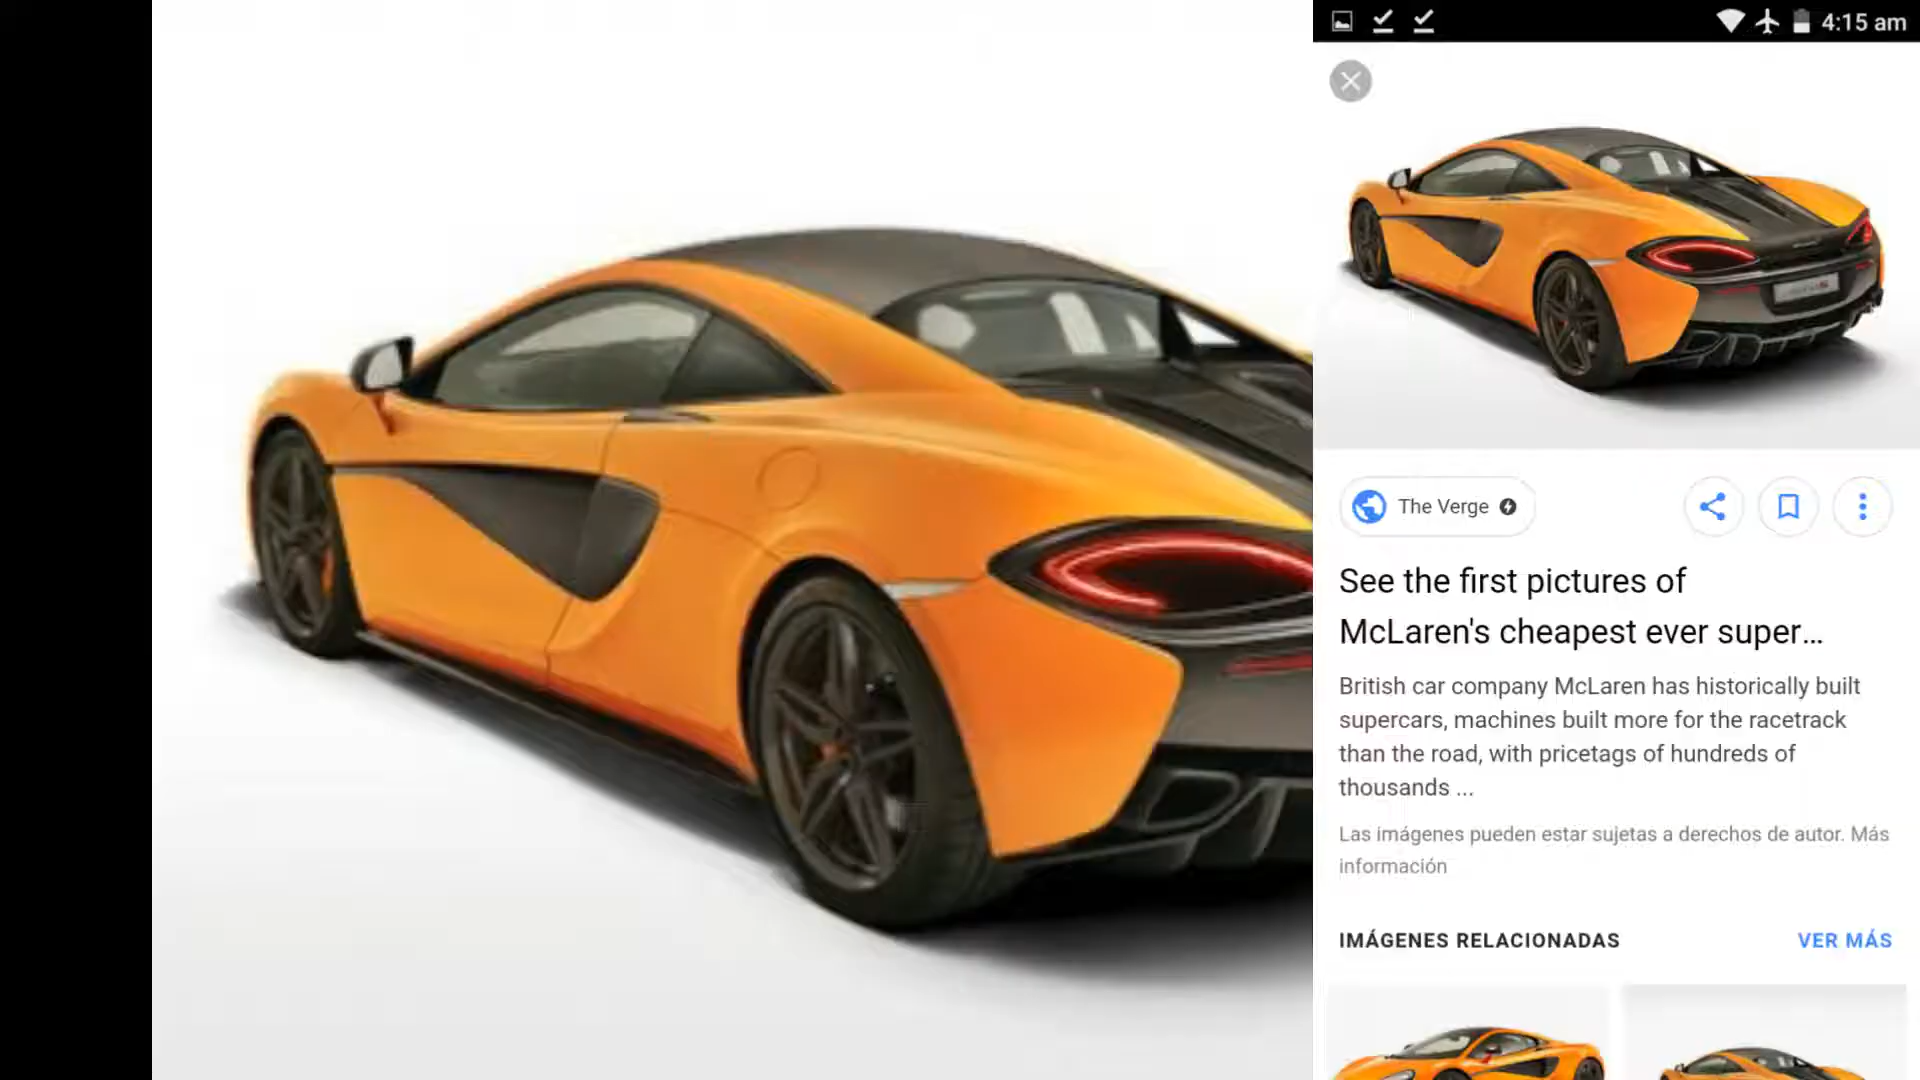 4:15 am
The Verge
See the first pictures of
McLaren's cheapest ever super...
British car company McLaren has historically built
supercars, machines built more for the racetrack
than the road, with pricetags of hundreds of
thousands ...
Las imágenes pueden estar sujetas a derechos de autor. Más
información
IMÁGENES RELACIONADAS
VER MÁS